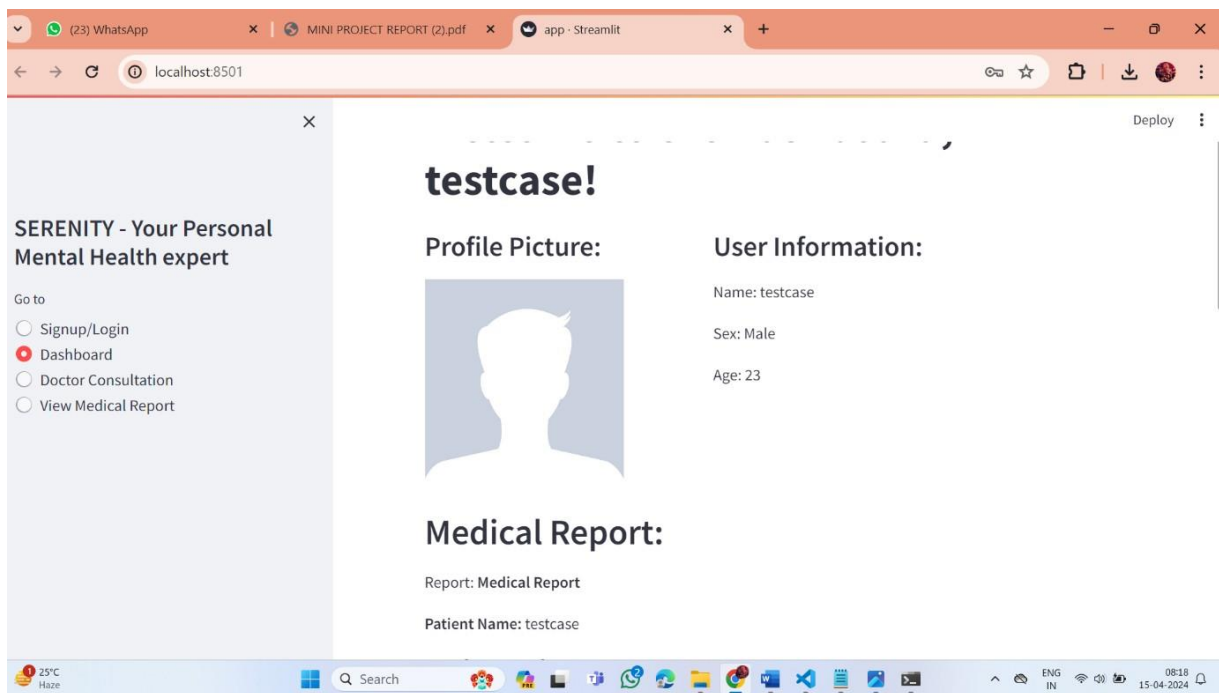 (23) WhatsApp
MINI PROJECT REPORT (2).pdf
app · Streamlit
localhost:8501
Deploy
SERENITY - Your Personal
Mental Health expert
Go to
Signup/Login
Dashboard
Doctor Consultation
View Medical Report
testcase!
Profile Picture:
User Information:
Name: testcase
Sex: Male
Age: 23
Medical Report:
Report: Medical Report
Patient Name: testcase
1
25°C
Haze
Search
PRE
2
ENG
IN
08:18
15-04-2024